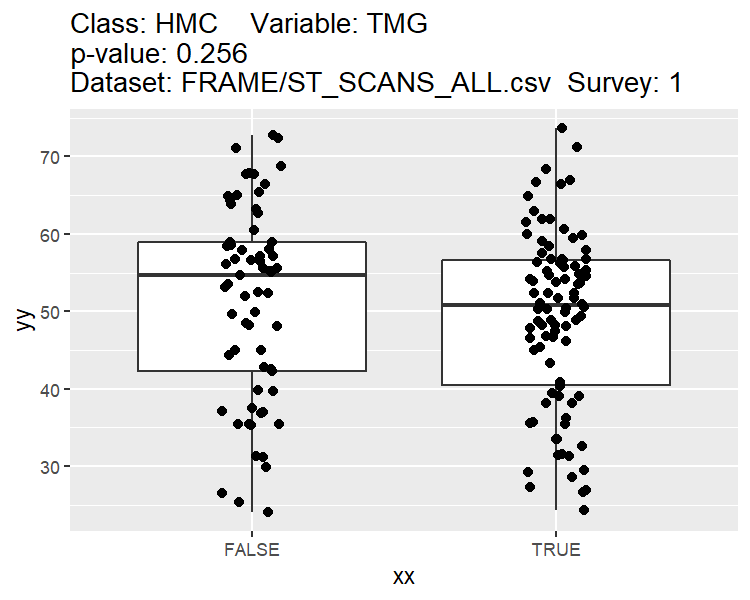 Class: HMC    Variable: TMG
p-value: 0.256
Dataset: FRAME/ST_SCANS_ALL.csv  Survey: 1
70
60
50
40
30
yy
FALSE
TRUE
xx